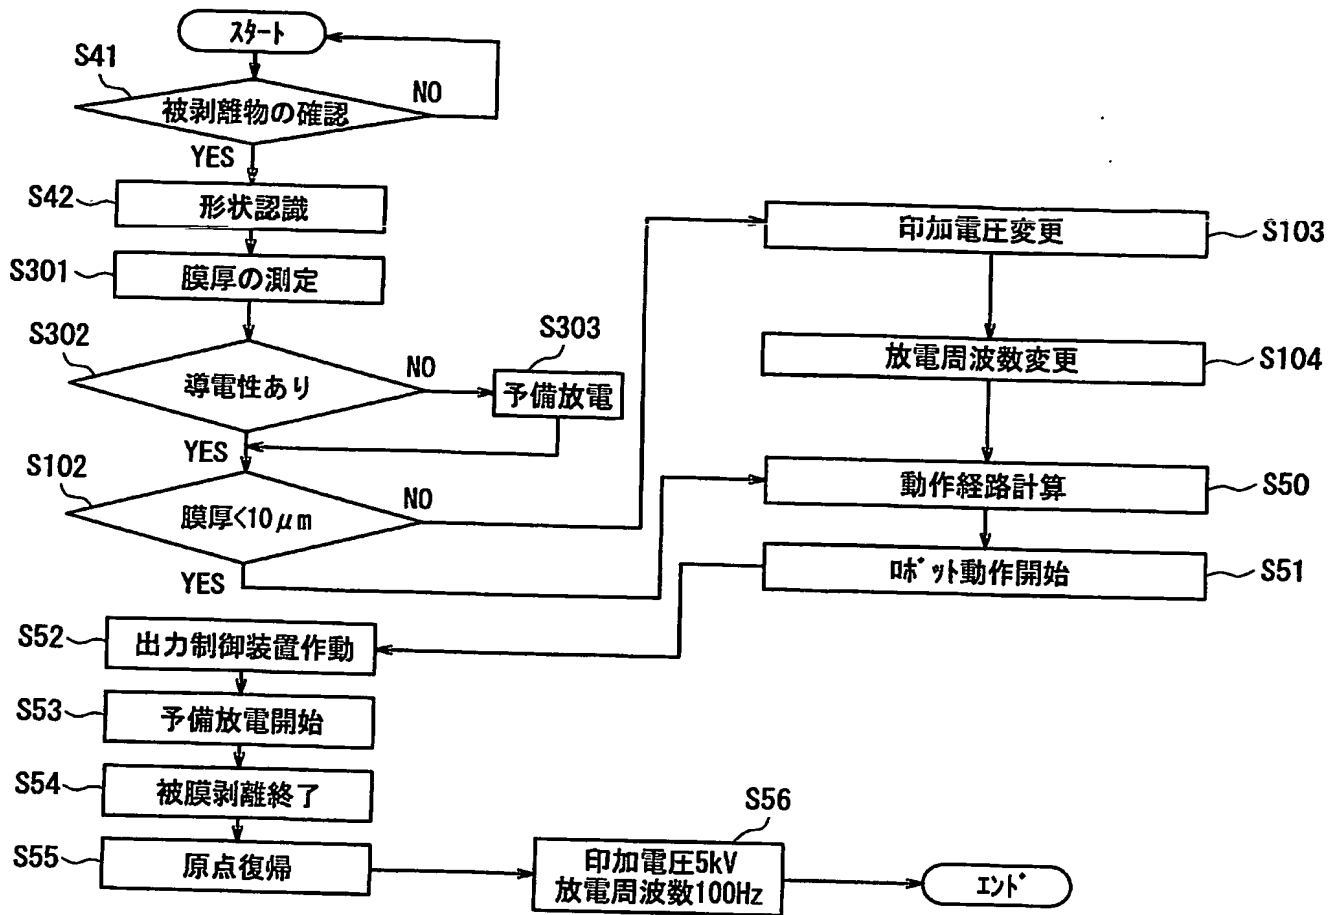 スタート
S41
被剥離物の確認
NO
YES
S42
形状認識
S301
膜厚の測定
S302
導電性あり
NO
S303
予備放電
YES
S102
膜厚<10μm
NO
YES
印加電圧変更
S103
放電周波数変更
S104
動作経路計算
S50
ロボット動作開始
S51
S52
出力制御装置作動
S53
予備放電開始
S54
被膜剥離終了
S55
原点復帰
S56
印加電圧5kV
放電周波数100Hz
エンド